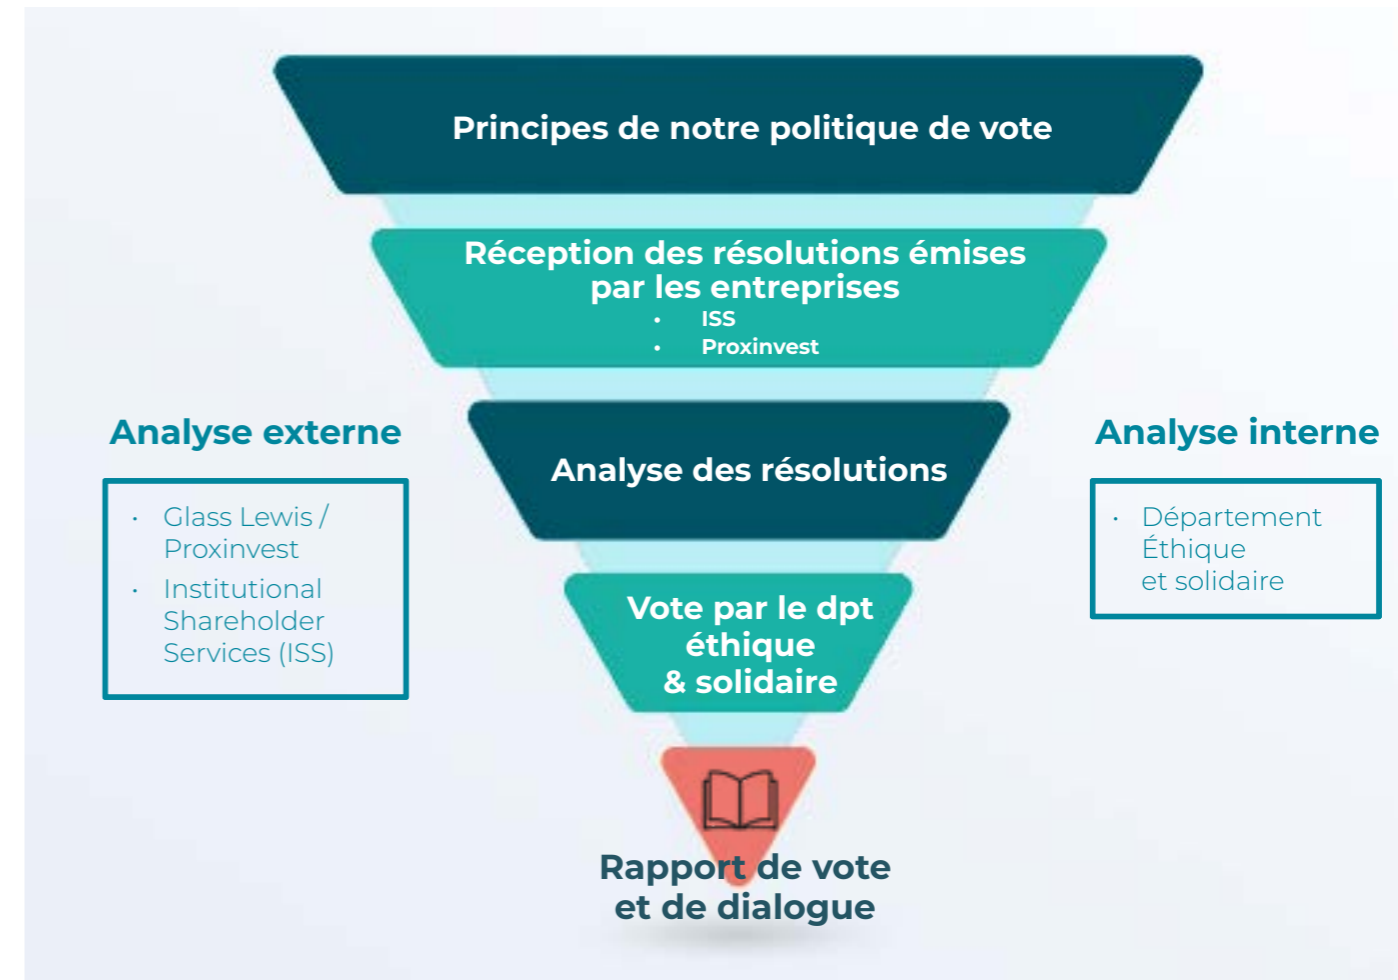 Principes de notre politique de vote
Réception des résolutions émises
par les entreprises
• ISS
• Proxinvest
Analyse externe
• Glass Lewis /
Proxinvest
• Institutional
Shareholder
Services (ISS)
Analyse des résolutions
Analyse interne
• Département
Éthique
et solidaire
Vote par le dpt
éthique
& solidaire
Rapport de vote
et de dialogue